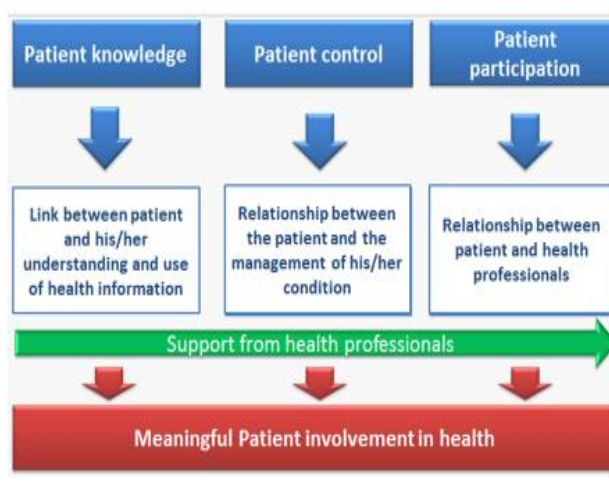 Patient knowledge
Patient control
Patient
participation
Link between patient
and his/her
understanding and use
of health information
Relationship between
the patient and the
management of his/her
condition
Relationship between
patient and health
professionals
Support from health professionals
Meaningful Patient involvement in health